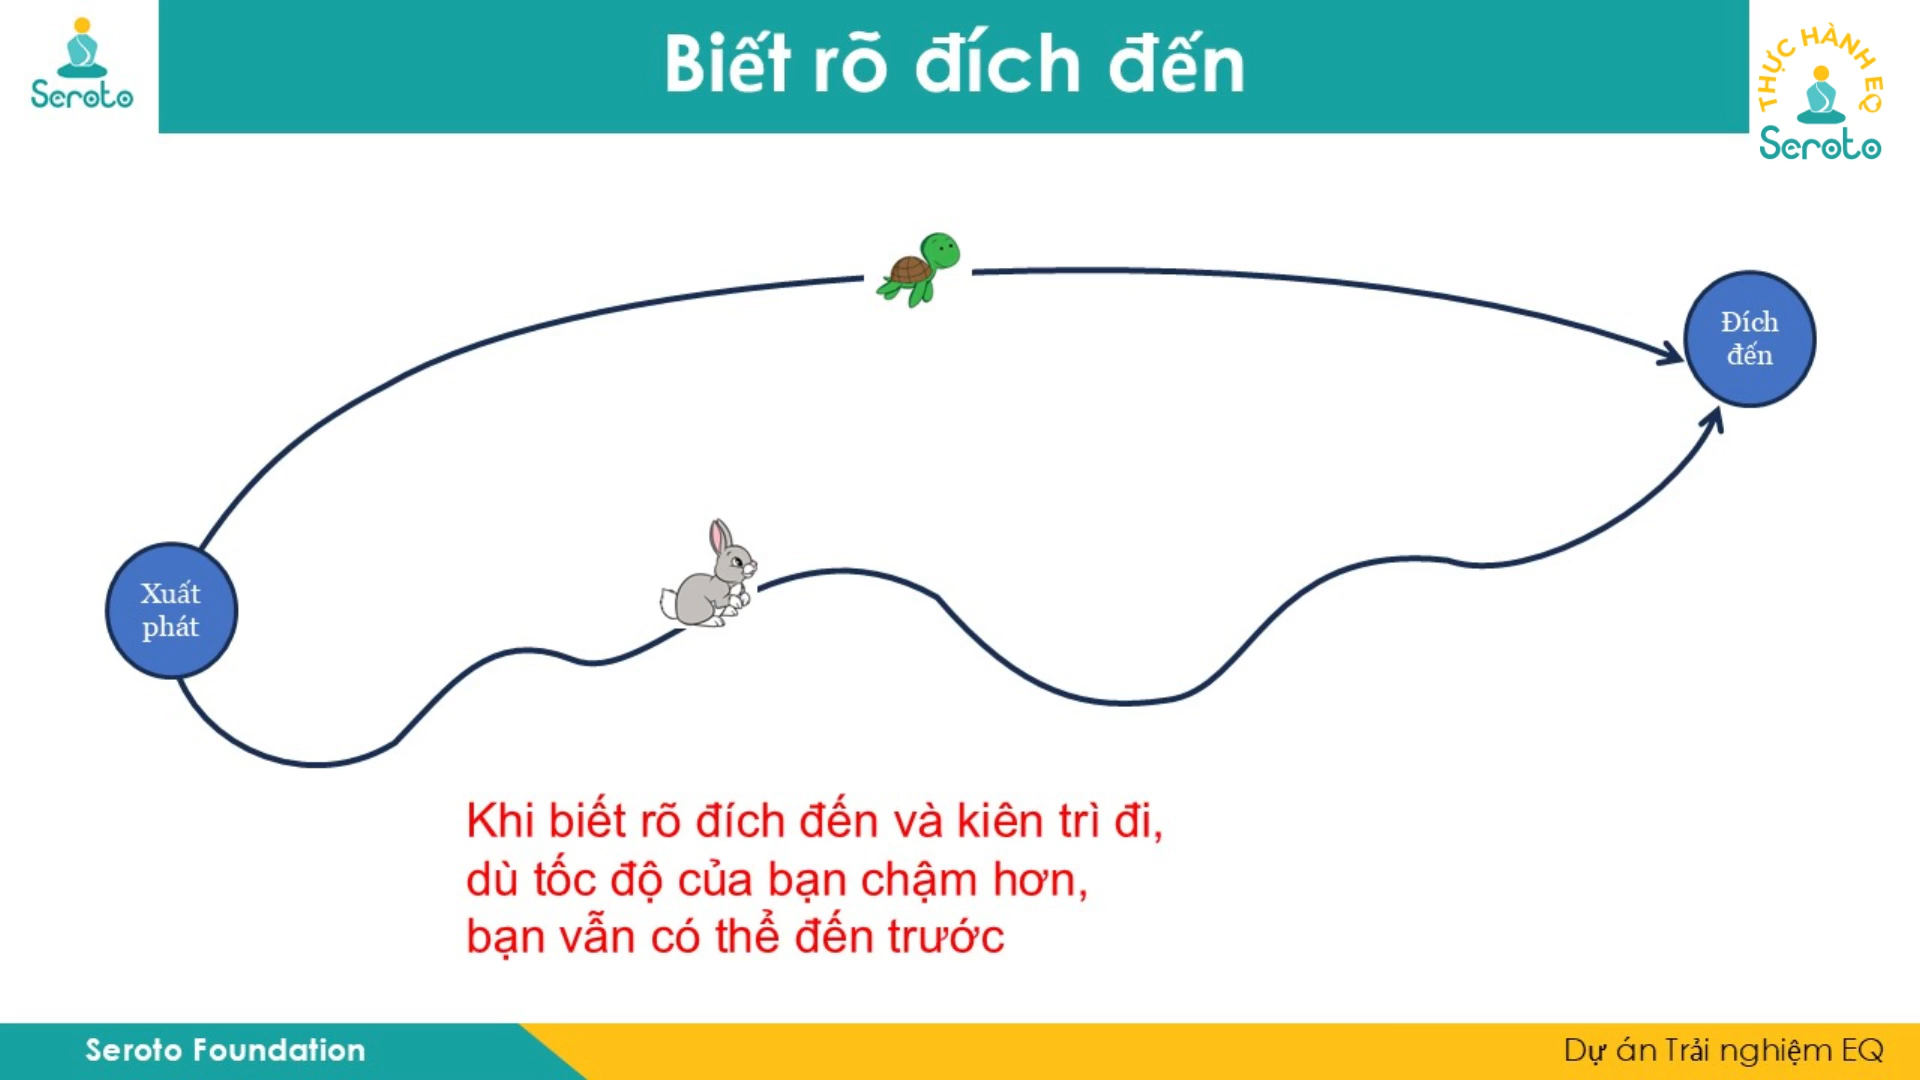 Seroto
Biết rõ đích đến
THỰC HÀNH EQ
Seroto
Đích
đến
Xuất
phát
Khi biết rõ đích đến và kiên trì đi,
dù tốc độ của bạn chậm hơn,
bạn vẫn có thể đến trước
Seroto Foundation
Dự án Trải nghiệm EQ